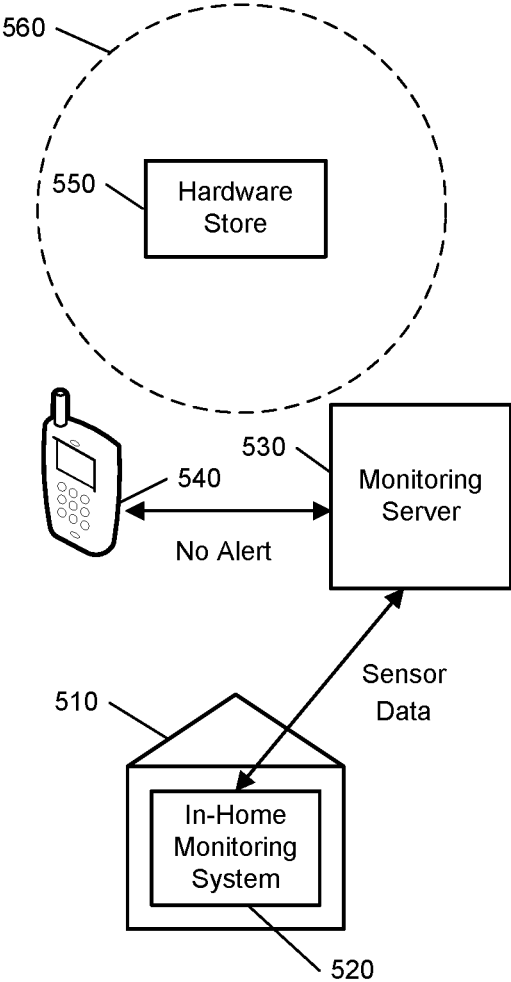 560
550
Hardware
Store
530
540
Monitoring
Server
No Alert
Sensor
Data
510
In-Home
Monitoring
System
520